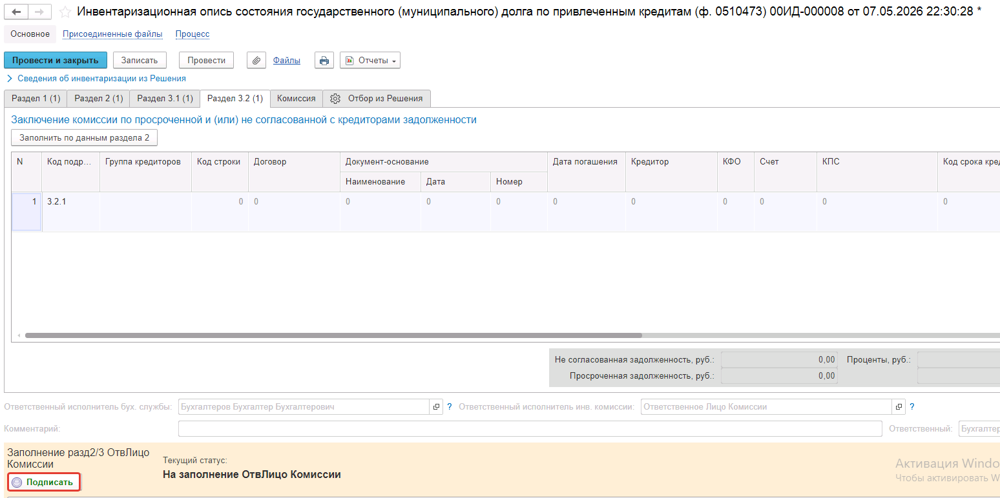 Инвентаризационная опись состояния государственного (муниципального) долга по привлеченным кредитам (ф. 0510473) 00ИД-000008 от 07.05.2026 22:30:28 *
Основное Присоединенные файлы Процесс
Провести и закрыть Записать Провести Файлы Отчеты
Сведения об инвентаризации из Решения
Раздел 1 (1) Раздел 2 (1) Раздел 3.1 (1) Раздел 3.2 (1) Комиссия Отбор из Решения
Заключение комиссии по просроченной и (или) не согласованной с кредиторами задолженности
Заполнить по данным раздела 2
N Код подр... Группа кредиторов Код строки Договор Документ-основание Дата погашения Кредитор КФО Счет КПС Код срока кред
Наименование Дата Номер
1 3.2.1 0 0 0 0 0 0 0 0 0 0 0
Не согласованная задолженность, руб.: 0,00 Проценты, руб.:
Просроченная задолженность, руб.: 0,00
Ответственный исполнитель бух. службы: Бухгалтеров Бухгалтер Бухгалтерович ? Ответственный исполнитель инв. комиссии: Ответственное Лицо Комиссии ?
Комментарий: Ответственный: Бухгалтер
Заполнение разд2/3 ОтвЛицо
Комиссии
Текущий статус:
На заполнение ОтвЛицо Комиссии
Подписать
Активация Windo
Чтобы активировать W